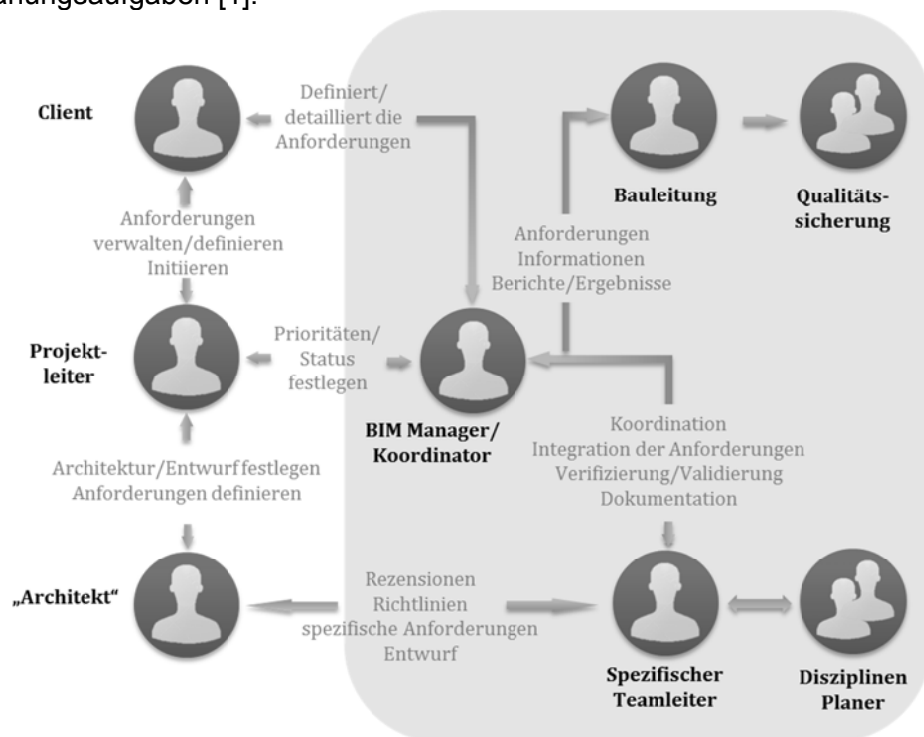 Client
Definiert/
detailliert die
Anforderungen
Bauleitung
Qualitäts-
sicherung
Anforderungen
verwalten/definieren
Initiieren
Anforderungen
Informationen
Berichte/Ergebnisse
Projekt-
leiter
Prioritäten/
Status
festlegen
BIM Manager/
Koordinator
Koordination
Integration der Anforderungen
Verifizierung/Validierung
Dokumentation
Architektur/Entwurf festlegen
Anforderungen definieren
„Architekt“
Rezensionen
Richtlinien
spezifische Anforderungen
Entwurf
Spezifischer
Teamleiter
Disziplinen
Planer